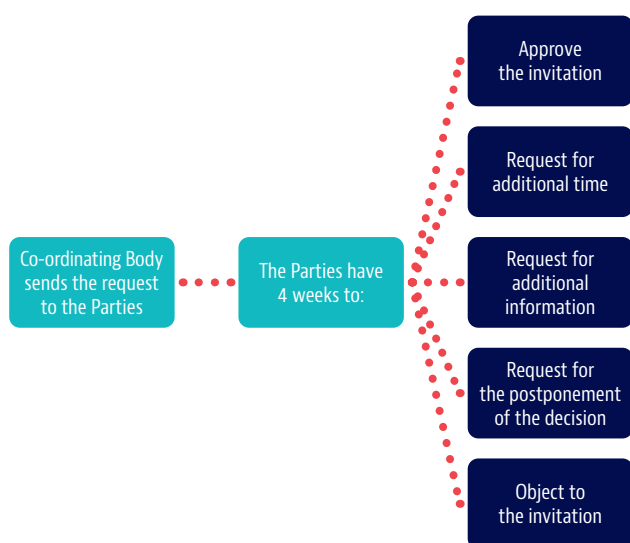 Co-ordinating Body
sends the request
to the Parties
The Parties have
4 weeks to:
Approve
the invitation
Request for
additional time
Request for
additional
information
Request for
the postponement
of the decision
Object to
the invitation